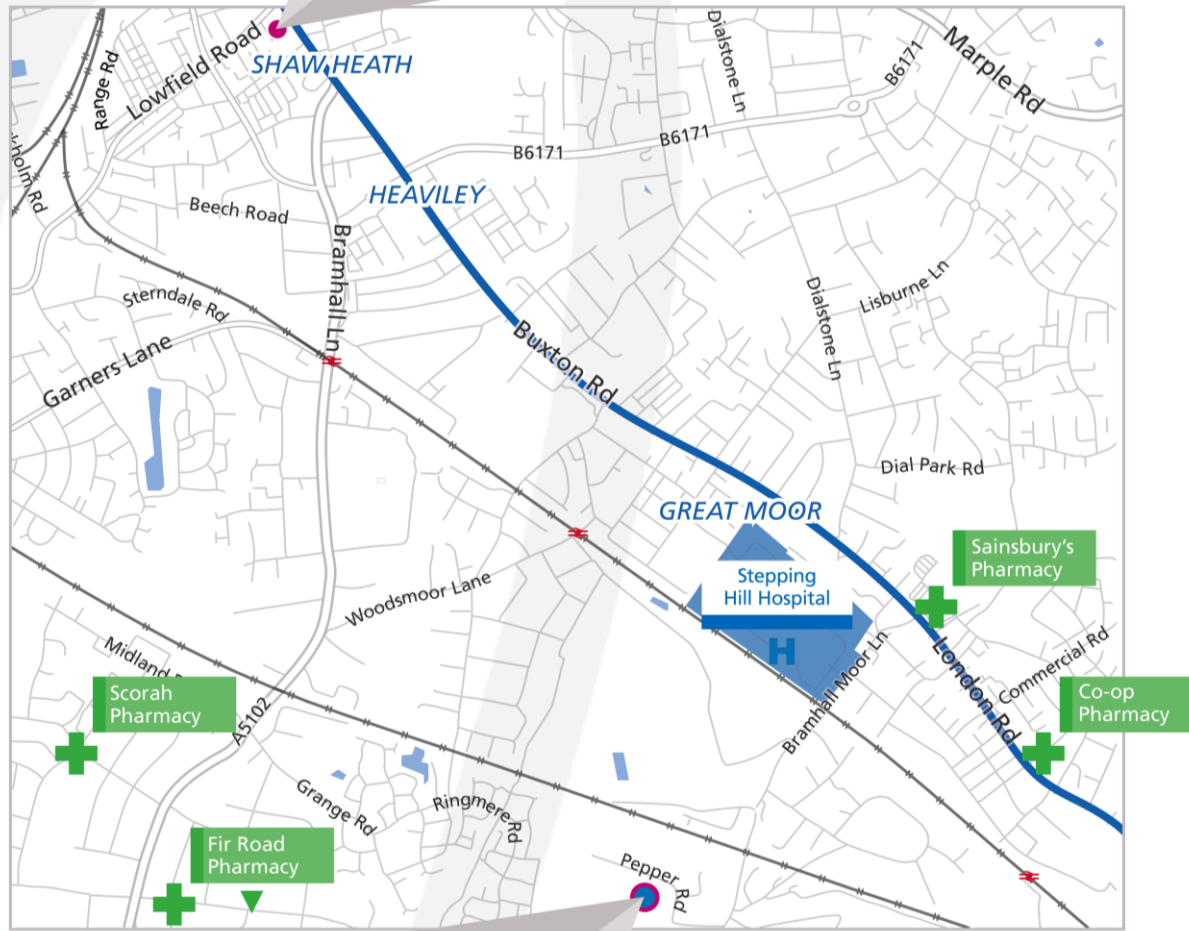 Dialstone Ln
Marple Rd
B6171
Lowfield Road
Range Rd
SHAW HEATH
B6171
B6171
HEAVILEY
Beech Road
Bramhall Ln
Lisburne Ln
Dialstone Ln
Sterndale Rd
Garners Lane
Buxton Rd
Dial Park Rd
GREAT MOOR
Sainsbury's
Pharmacy
Stepping
Hill Hospital
H
Woodsmoor Lane
Commercial Rd
London Rd
Bramhall Moor Ln
Midland
Scorah
Pharmacy
A5102
Co-op
Pharmacy
Grange Rd
Ringmere Rd
Fir Road
Pharmacy
Pepper Rd